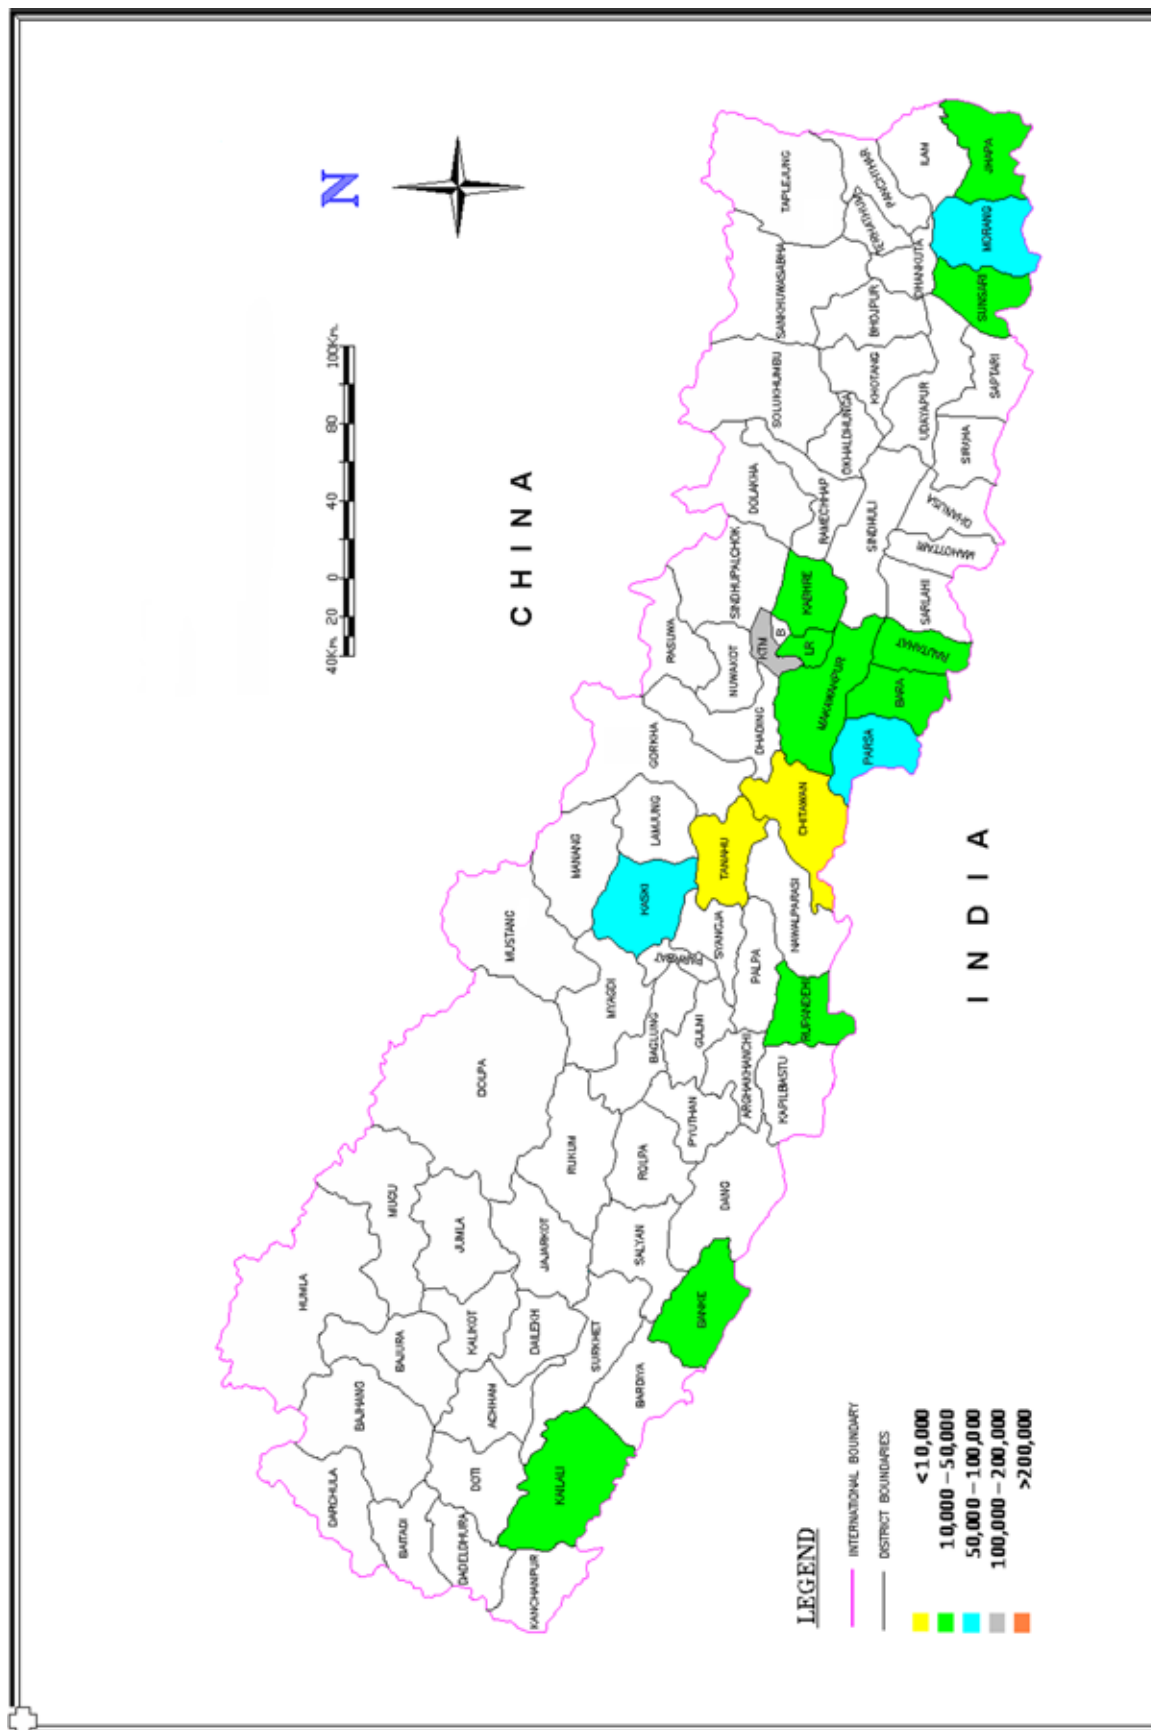 N
40Km. 20 0 40 80 100Km.
C H I N A
I N D I A
DARCHULA
BAITADI
DADELDHURA
KANCHANPUR
BAJHANG
BAJURA
DOTI
ACHHAM
KAILALI
HUMLA
MUGU
JUMLA
KALIKOT
DAILEKH
JAJARKOT
SURKHET
BARDIYA
BANKE
DOLPA
RUKUM
SALYAN
ROLPA
DANG
PYUTHAN
MUSTANG
MYAGDI
BAGLUNG
GULMI
ARGHAKHANCHI
KAPILBASTU
MANANG
KASKI
SYANGJA
PALPA
RUPANDEHI
NAWALPARASI
LAMJUNG
TANAHU
GORKHA
CHITAWAN
DHADING
RASUWA
NUWAKOT
SINDHUPALCHOK
KTM
B
LR
KABHRE
MAKAWANPUR
PARSA
BARA
RAUTAHAT
SARLAHI
DOLAKHA
RAMECHHAP
SINDHULI
MAHOTTARI
DHANUSA
SOLUKHUMBU
OKHALDHUNGA
KHOTANG
UDAYAPUR
SIRAHA
SAPTARI
SANKHUWASABHA
BHOJPUR
DHANKUTA
SUNSARI
MORANG
TAPLEJUNG
PANCHTHAR
ILAM
JHAPA
LEGEND
INTERNATIONAL BOUNDARY
DISTRICT BOUNDARIES
<10,000
10,000–50,000
50,000–100,000
100,000–200,000
>200,000